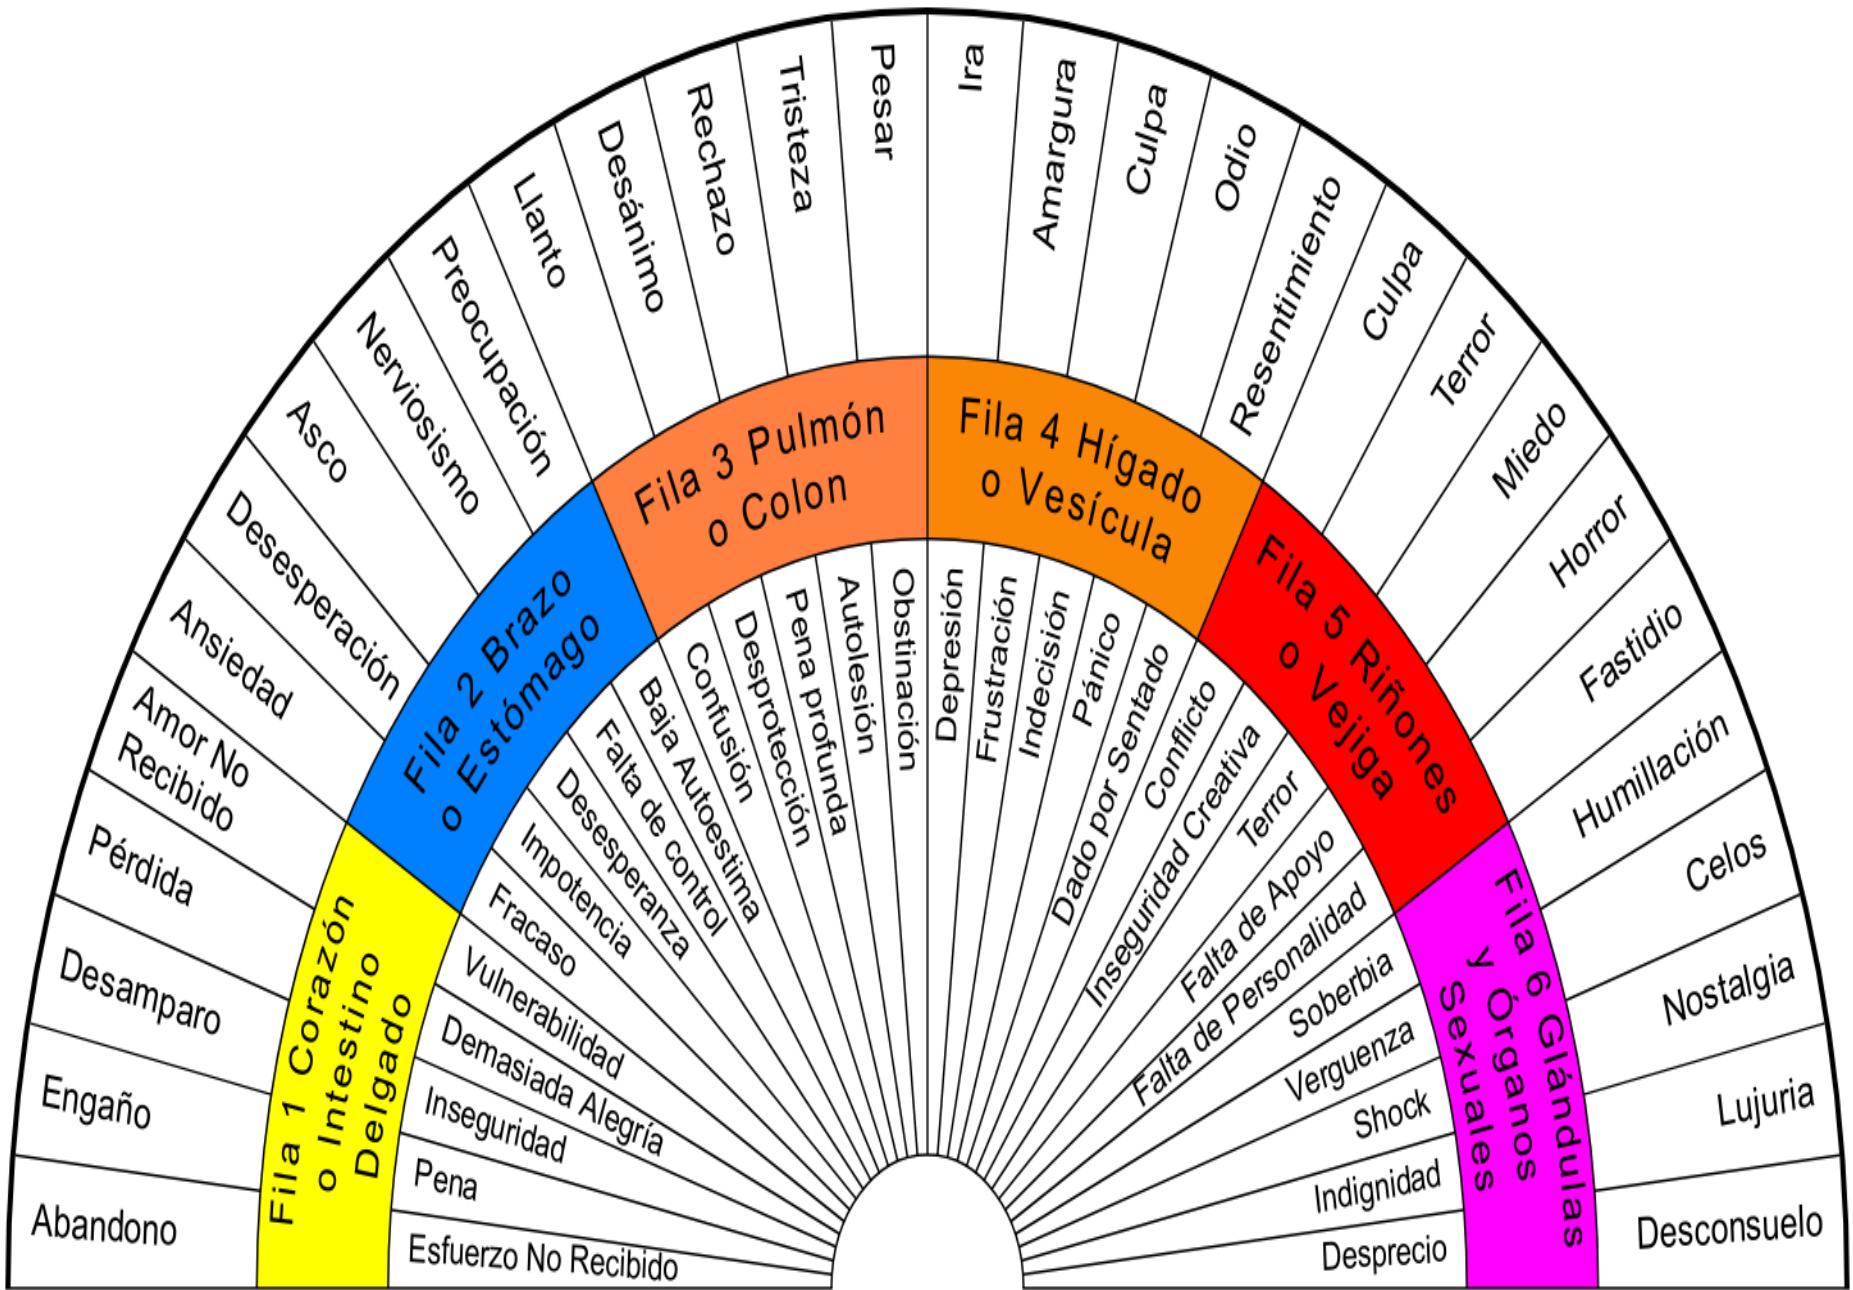 Abandono
Engaño
Desamparo
Pérdida
Amor No
Recibido
Ansiedad
Desesperación
Asco
Nerviosismo
Preocupación
Llanto
Desánimo
Rechazo
Tristeza
Pesar
Ira
Amargura
Culpa
Odio
Resentimiento
Culpa
Terror
Miedo
Horror
Fastidio
Humillación
Celos
Nostalgia
Lujuria
Desconsuelo
Fila 1 Corazón
o Intestino
Delgado
Fila 2 Brazo
o Estómago
Fila 3 Pulmón
o Colon
Fila 4 Hígado
o Vesícula
Fila 5 Riñones
o Vejiga
Fila 6 Glándulas
y Órganos
Sexuales
Esfuerzo No Recibido
Pena
Inseguridad
Demasiada Alegría
Vulnerabilidad
Fracaso
Impotencia
Desesperanza
Falta de control
Baja Autoestima
Confusión
Desprotección
Pena profunda
Autolesión
Obstinación
Depresión
Frustración
Indecisión
Pánico
Dado por Sentado
Conflicto
Inseguridad Creativa
Terror
Falta de Apoyo
Falta de Personalidad
Soberbia
Verguenza
Shock
Indignidad
Desprecio